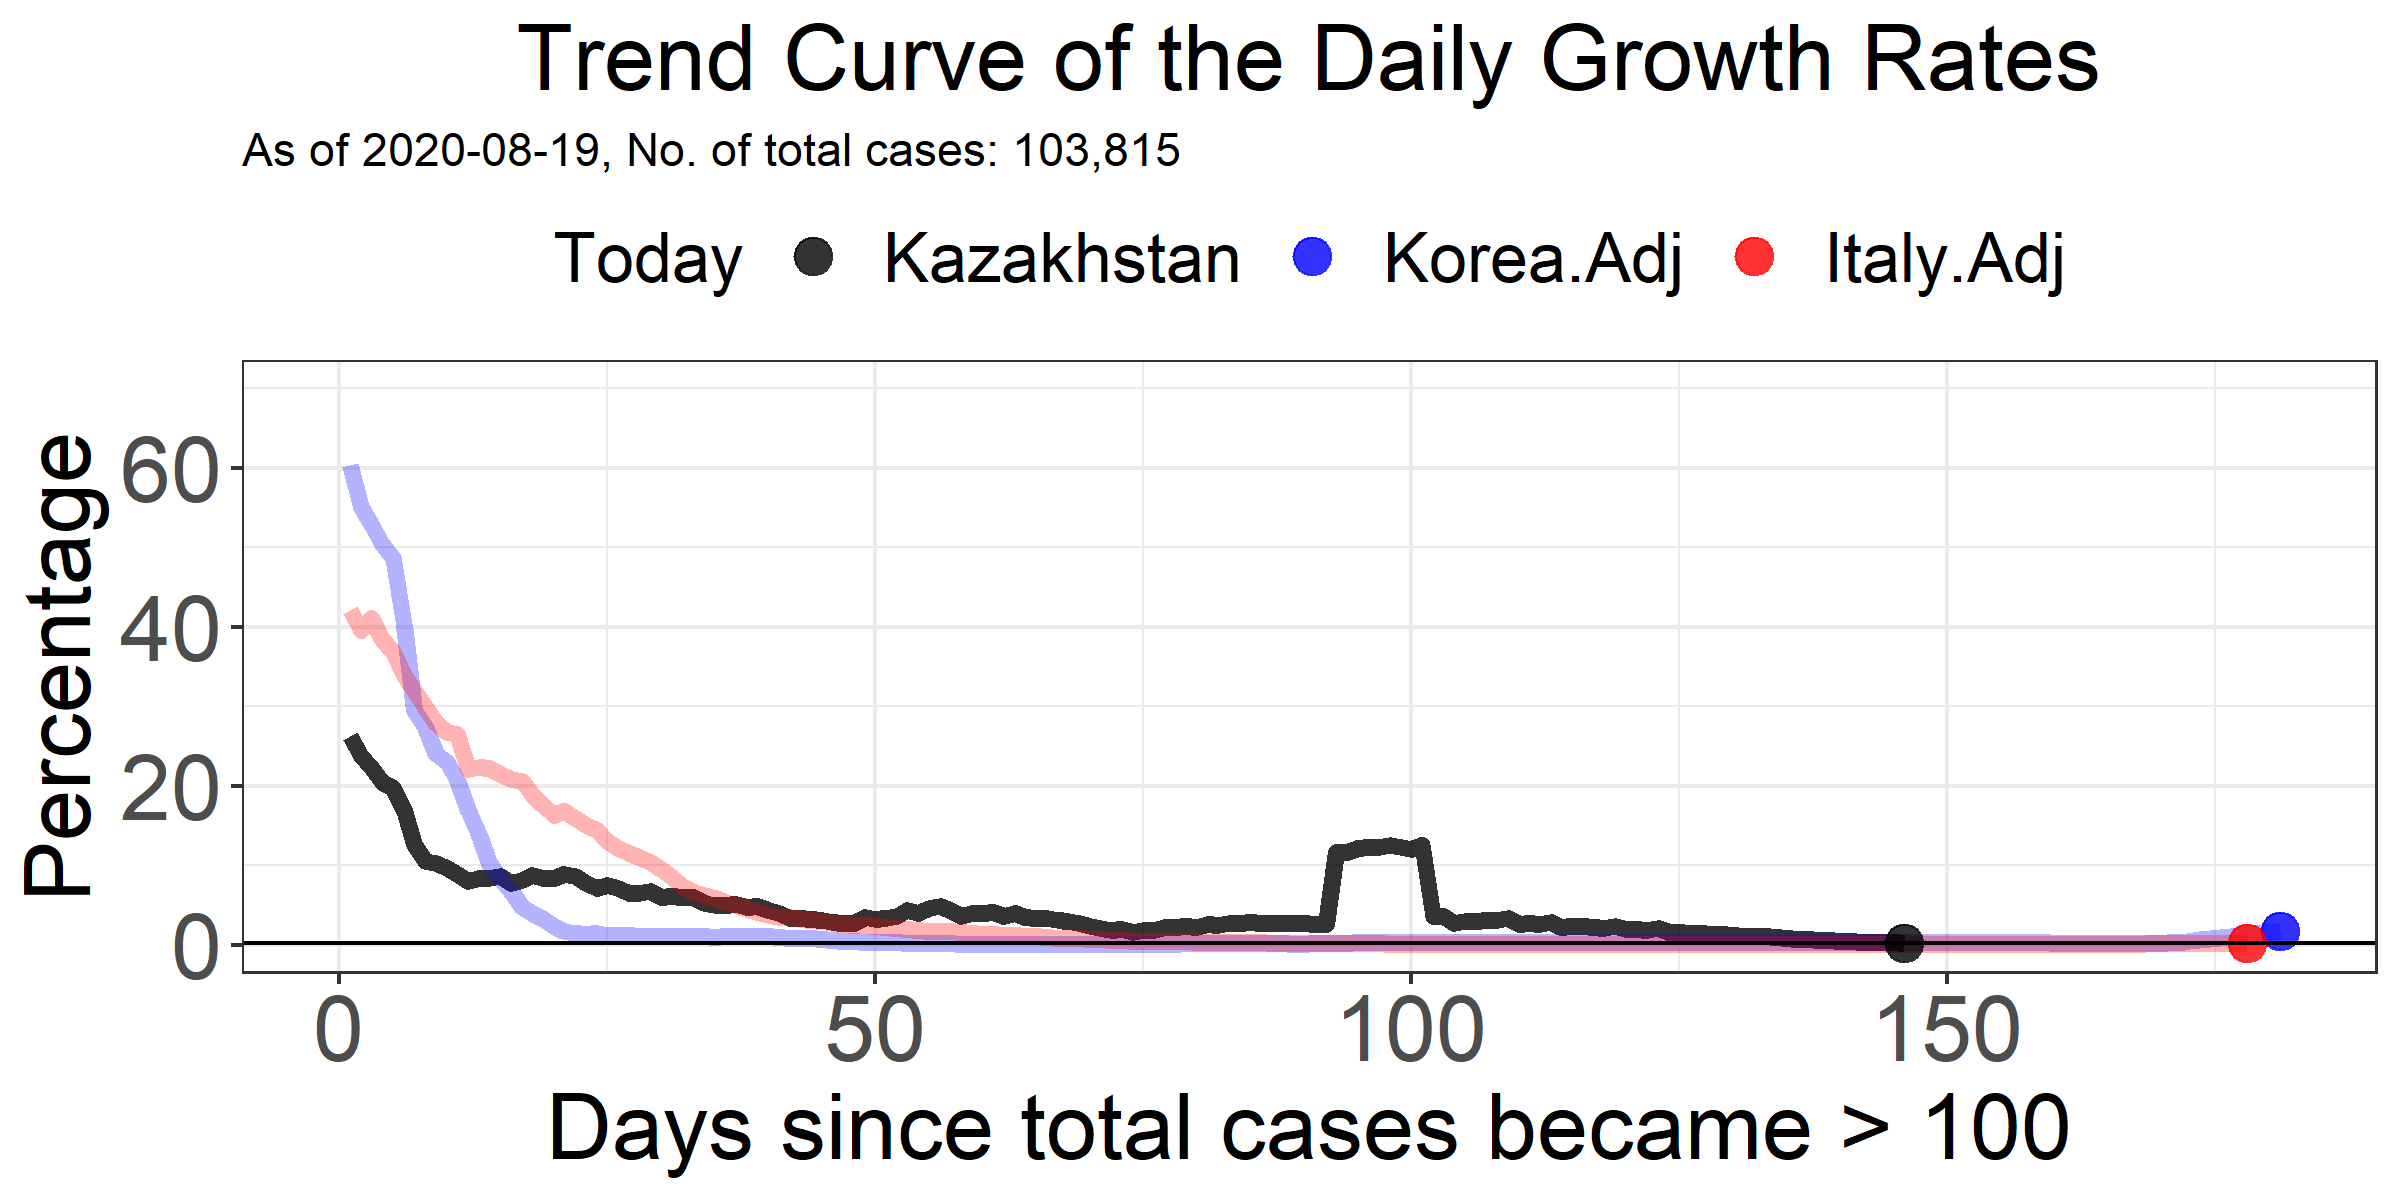 Trend Curve of the Daily Growth Rates
As of 2020-08-19, No. of total cases: 103,815
Today Kazakhstan Korea.Adj Italy.Adj
Percentage
60
40
20
0
0 50 100 150
Days since total cases became > 100